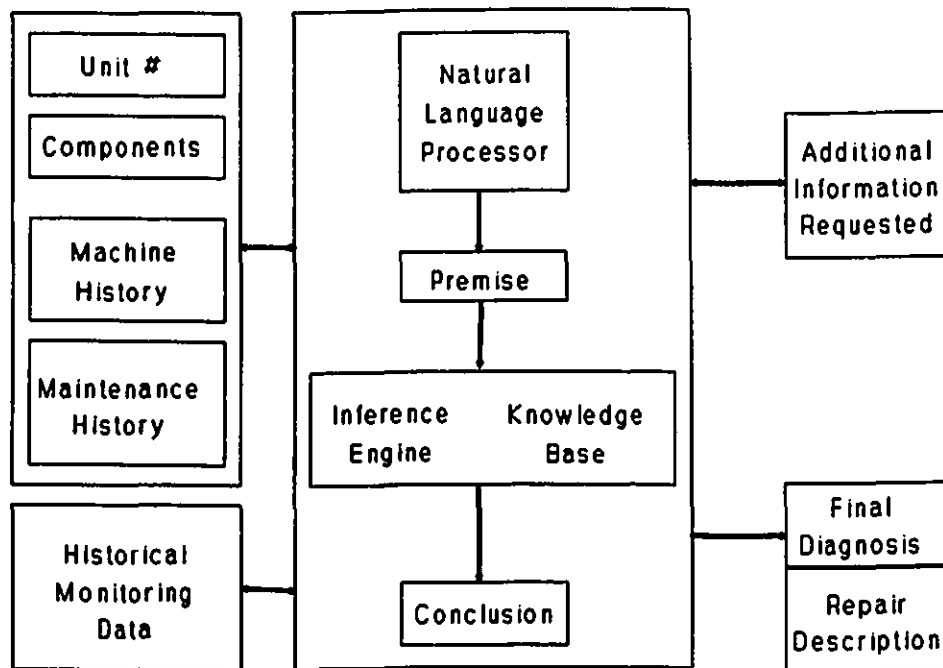 Unit #
Components
Machine
History
Maintenance
History
Historical
Monitoring
Data
Natural
Language
Processor
Premise
Inference
Engine
Knowledge
Base
Conclusion
Additional
Information
Requested
Final
Diagnosis
Repair
Description